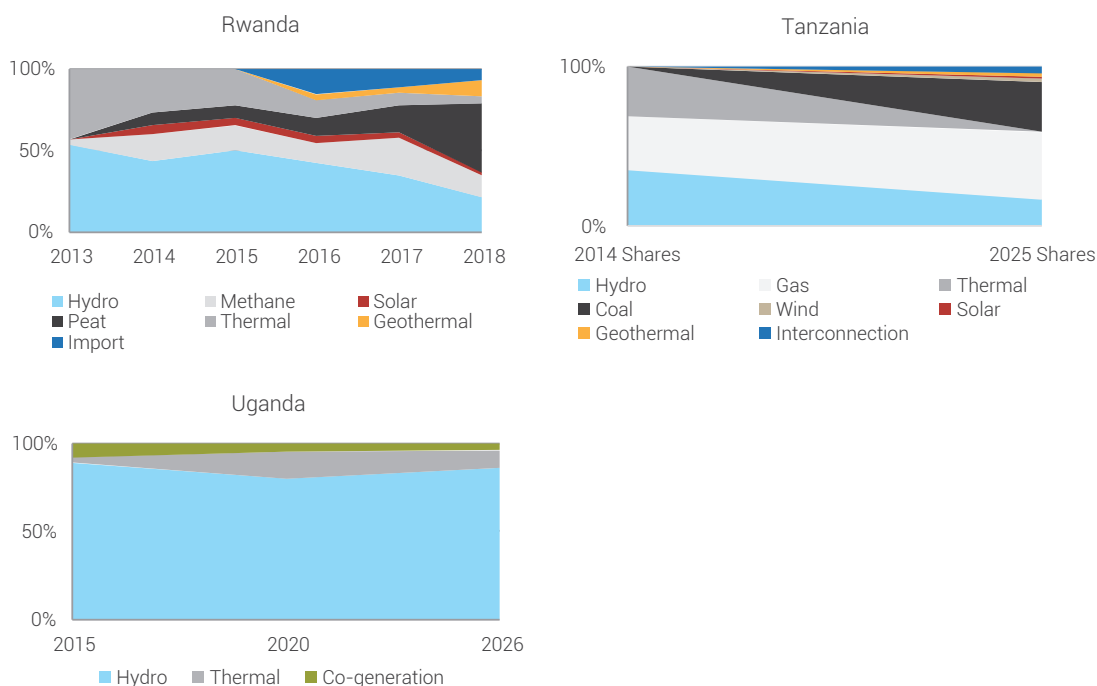 Rwanda
100%
50%
0%
2013 2014 2015 2016 2017 2018
Hydro Methane Solar
Peat Thermal Geothermal
Import
Tanzania
100%
0%
2014 Shares 2025 Shares
Hydro Gas Thermal
Coal Wind Solar
Geothermal Interconnection
Uganda
100%
50%
0%
2015 2020 2026
Hydro Thermal Co-generation